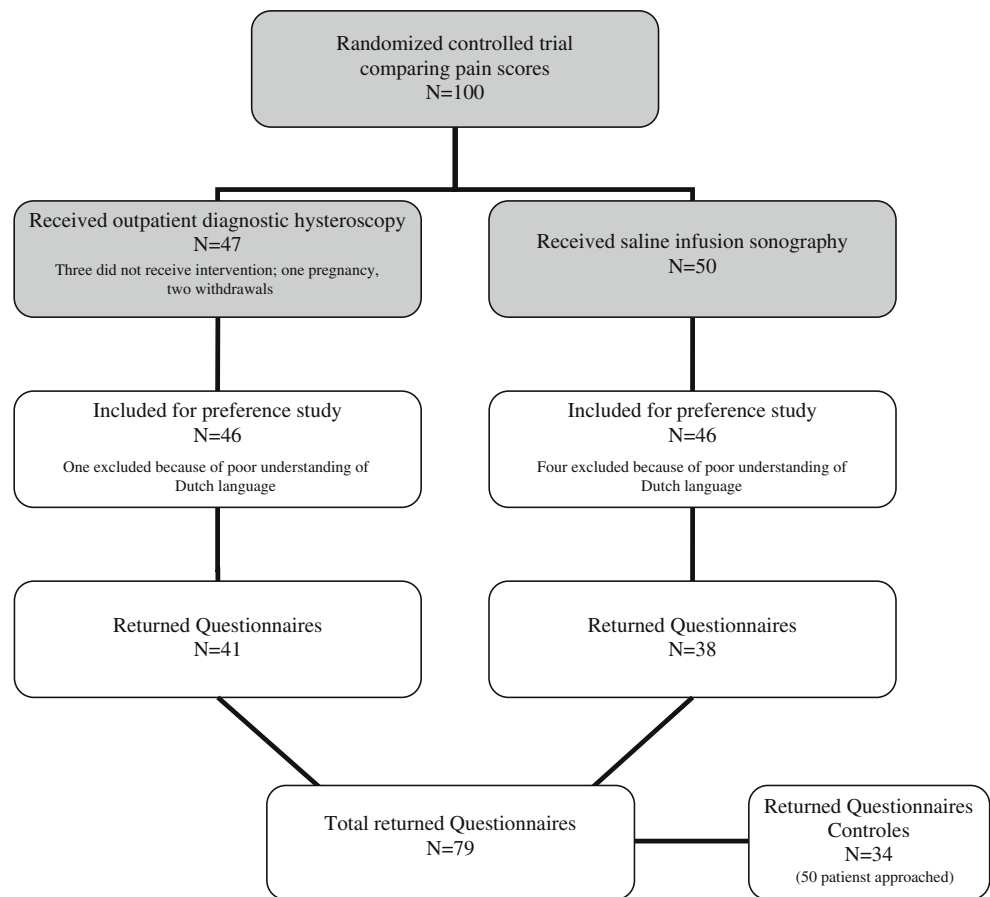 Randomized controlled trial
comparing pain scores
N=100
Received outpatient diagnostic hysteroscopy
N=47
Three did not receive intervention; one pregnancy,
two withdrawals
Received saline infusion sonography
N=50
Included for preference study
N=46
One excluded because of poor understanding of
Dutch language
Included for preference study
N=46
Four excluded because of poor understanding of
Dutch language
Returned Questionnaires
N=41
Returned Questionnaires
N=38
Total returned Questionnaires
N=79
Returned Questionnaires
Controles
N=34
(50 patienst approached)